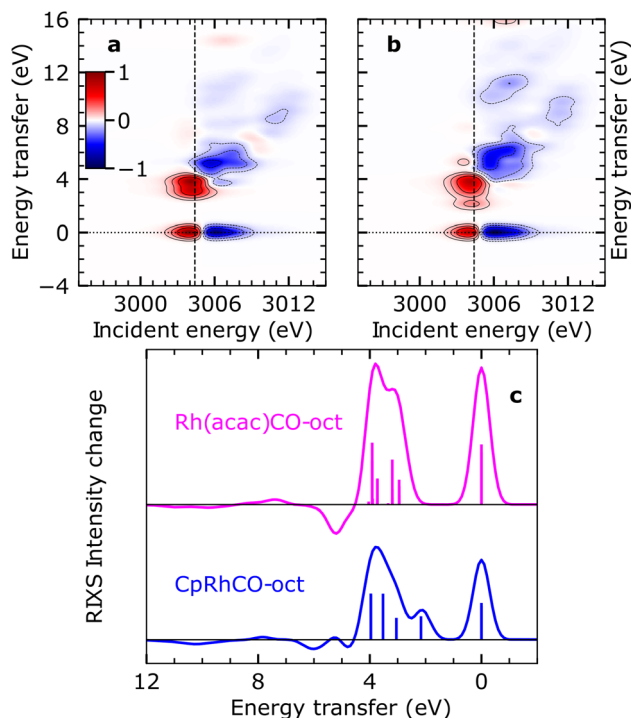 16
12
8
4
0
−4
Energy transfer (eV)
a
1
0
−1
3000
3006
3012
Incident energy (eV)
b
3000
3006
3012
Incident energy (eV)
Energy transfer (eV)
c
Rh(acac)CO-oct
CpRhCO-oct
RIXS Intensity change
12
8
4
0
Energy transfer (eV)